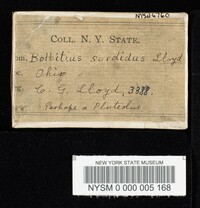 NYSf4760
COLL. N. Y. STATE.
Bolbitius sordidus Lloyd
Ohio
C. G. Lloyd, 3388.
Perhaps a Pluteolus
NEW YORK STATE MUSEUM
NYSM 0 000 005 168